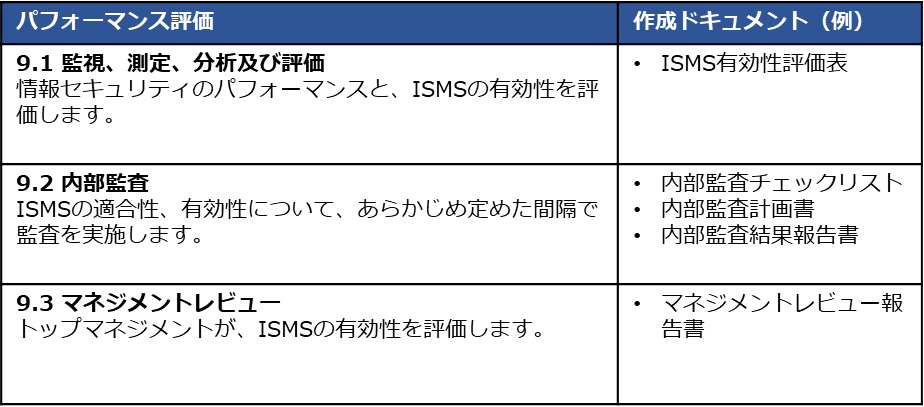 パフォーマンス評価
作成ドキュメント（例）
9.1 監視、測定、分析及び評価
情報セキュリティのパフォーマンスと、ISMSの有効性を評
価します。
• ISMS有効性評価表
9.2 内部監査
ISMSの適合性、有効性について、あらかじめ定めた間隔で
監査を実施します。
• 内部監査チェックリスト
• 内部監査計画書
• 内部監査結果報告書
9.3 マネジメントレビュー
トップマネジメントが、ISMSの有効性を評価します。
• マネジメントレビュー報
告書